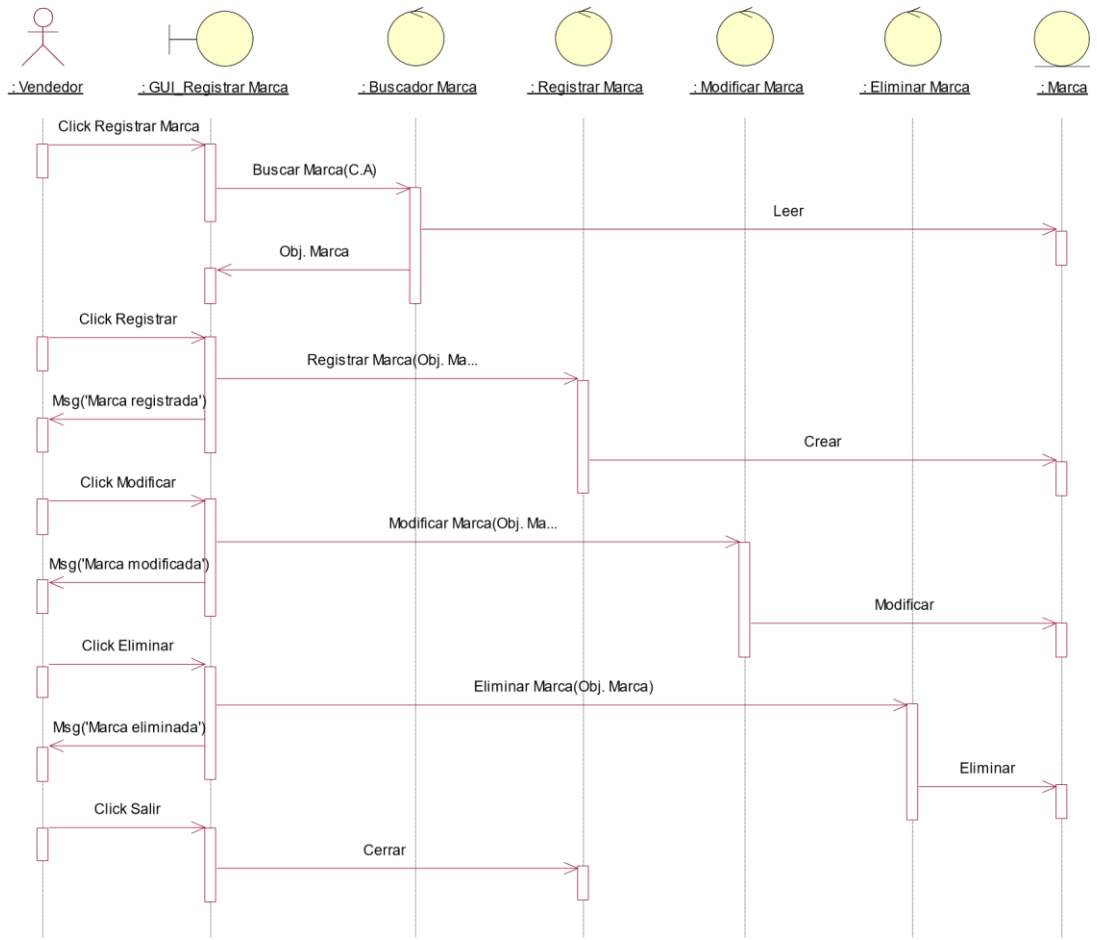 : Vendedor
: GUI_Registrar Marca
: Buscador Marca
: Registrar Marca
: Modificar Marca
: Eliminar Marca
: Marca
Click Registrar Marca
Buscar Marca(C.A)
Leer
Obj. Marca
Click Registrar
Registrar Marca(Obj. Ma...
Msg('Marca registrada')
Crear
Click Modificar
Modificar Marca(Obj. Ma...
Msg('Marca modificada')
Modificar
Click Eliminar
Eliminar Marca(Obj. Marca)
Msg('Marca eliminada')
Eliminar
Click Salir
Cerrar